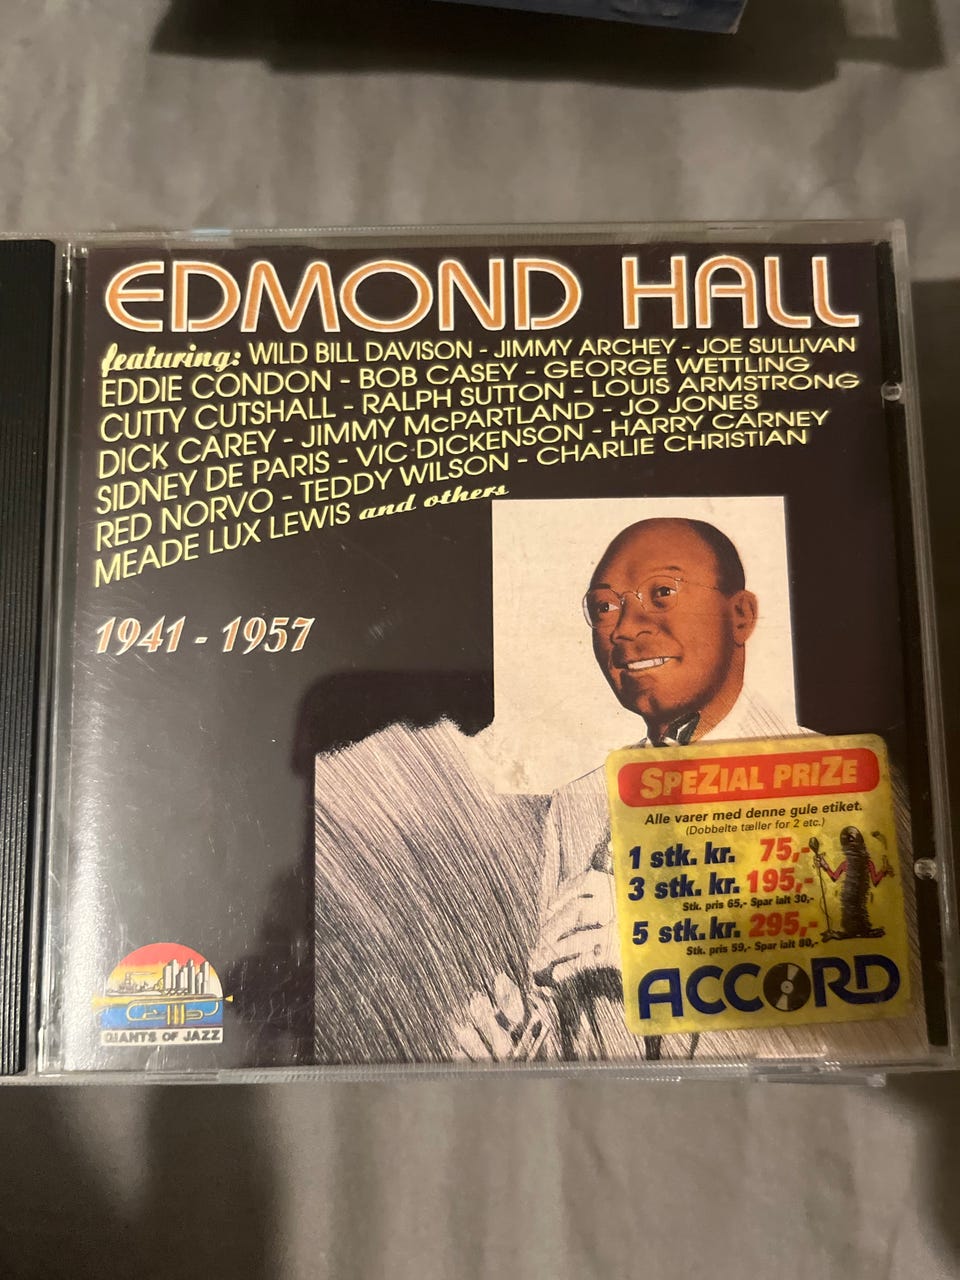 EDMOND HALL
featuring: WILD BILL DAVISON - JIMMY ARCHEY - JOE SULLIVAN
EDDIE CONDON - BOB CASEY - GEORGE WETTLING
CUTTY CUTSHALL - RALPH SUTTON - LOUIS ARMSTRONG
DICK CAREY - JIMMY McPARTLAND - JO JONES
SIDNEY DE PARIS - VIC DICKENSON - HARRY CARNEY
RED NORVO - TEDDY WILSON - CHARLIE CHRISTIAN
MEADE LUX LEWIS and others
1941 - 1957
SPEZIAL PRIZE
Alle varer med denne gule etiket.
(Dobbelte tæller for 2 etc.)
1 stk. kr. 75,-
3 stk. kr. 195,-
Stk. pris 65,- Spar ialt 30,-
5 stk. kr. 295,-
Stk. pris 59,- Spar ialt 80,-
ACCORD
GIANTS OF JAZZ